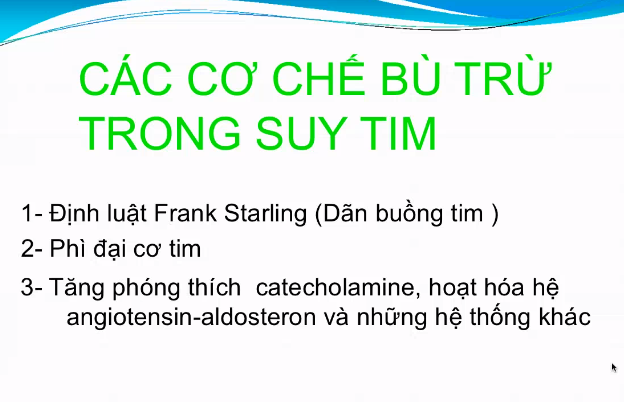 CÁC CƠ CHẾ BÙ TRỪ
TRONG SUY TIM
1- Định luật Frank Starling (Dãn buồng tim )
2- Phì đại cơ tim
3- Tăng phóng thích catecholamine, hoạt hóa hệ
angiotensin-aldosteron và những hệ thống khác